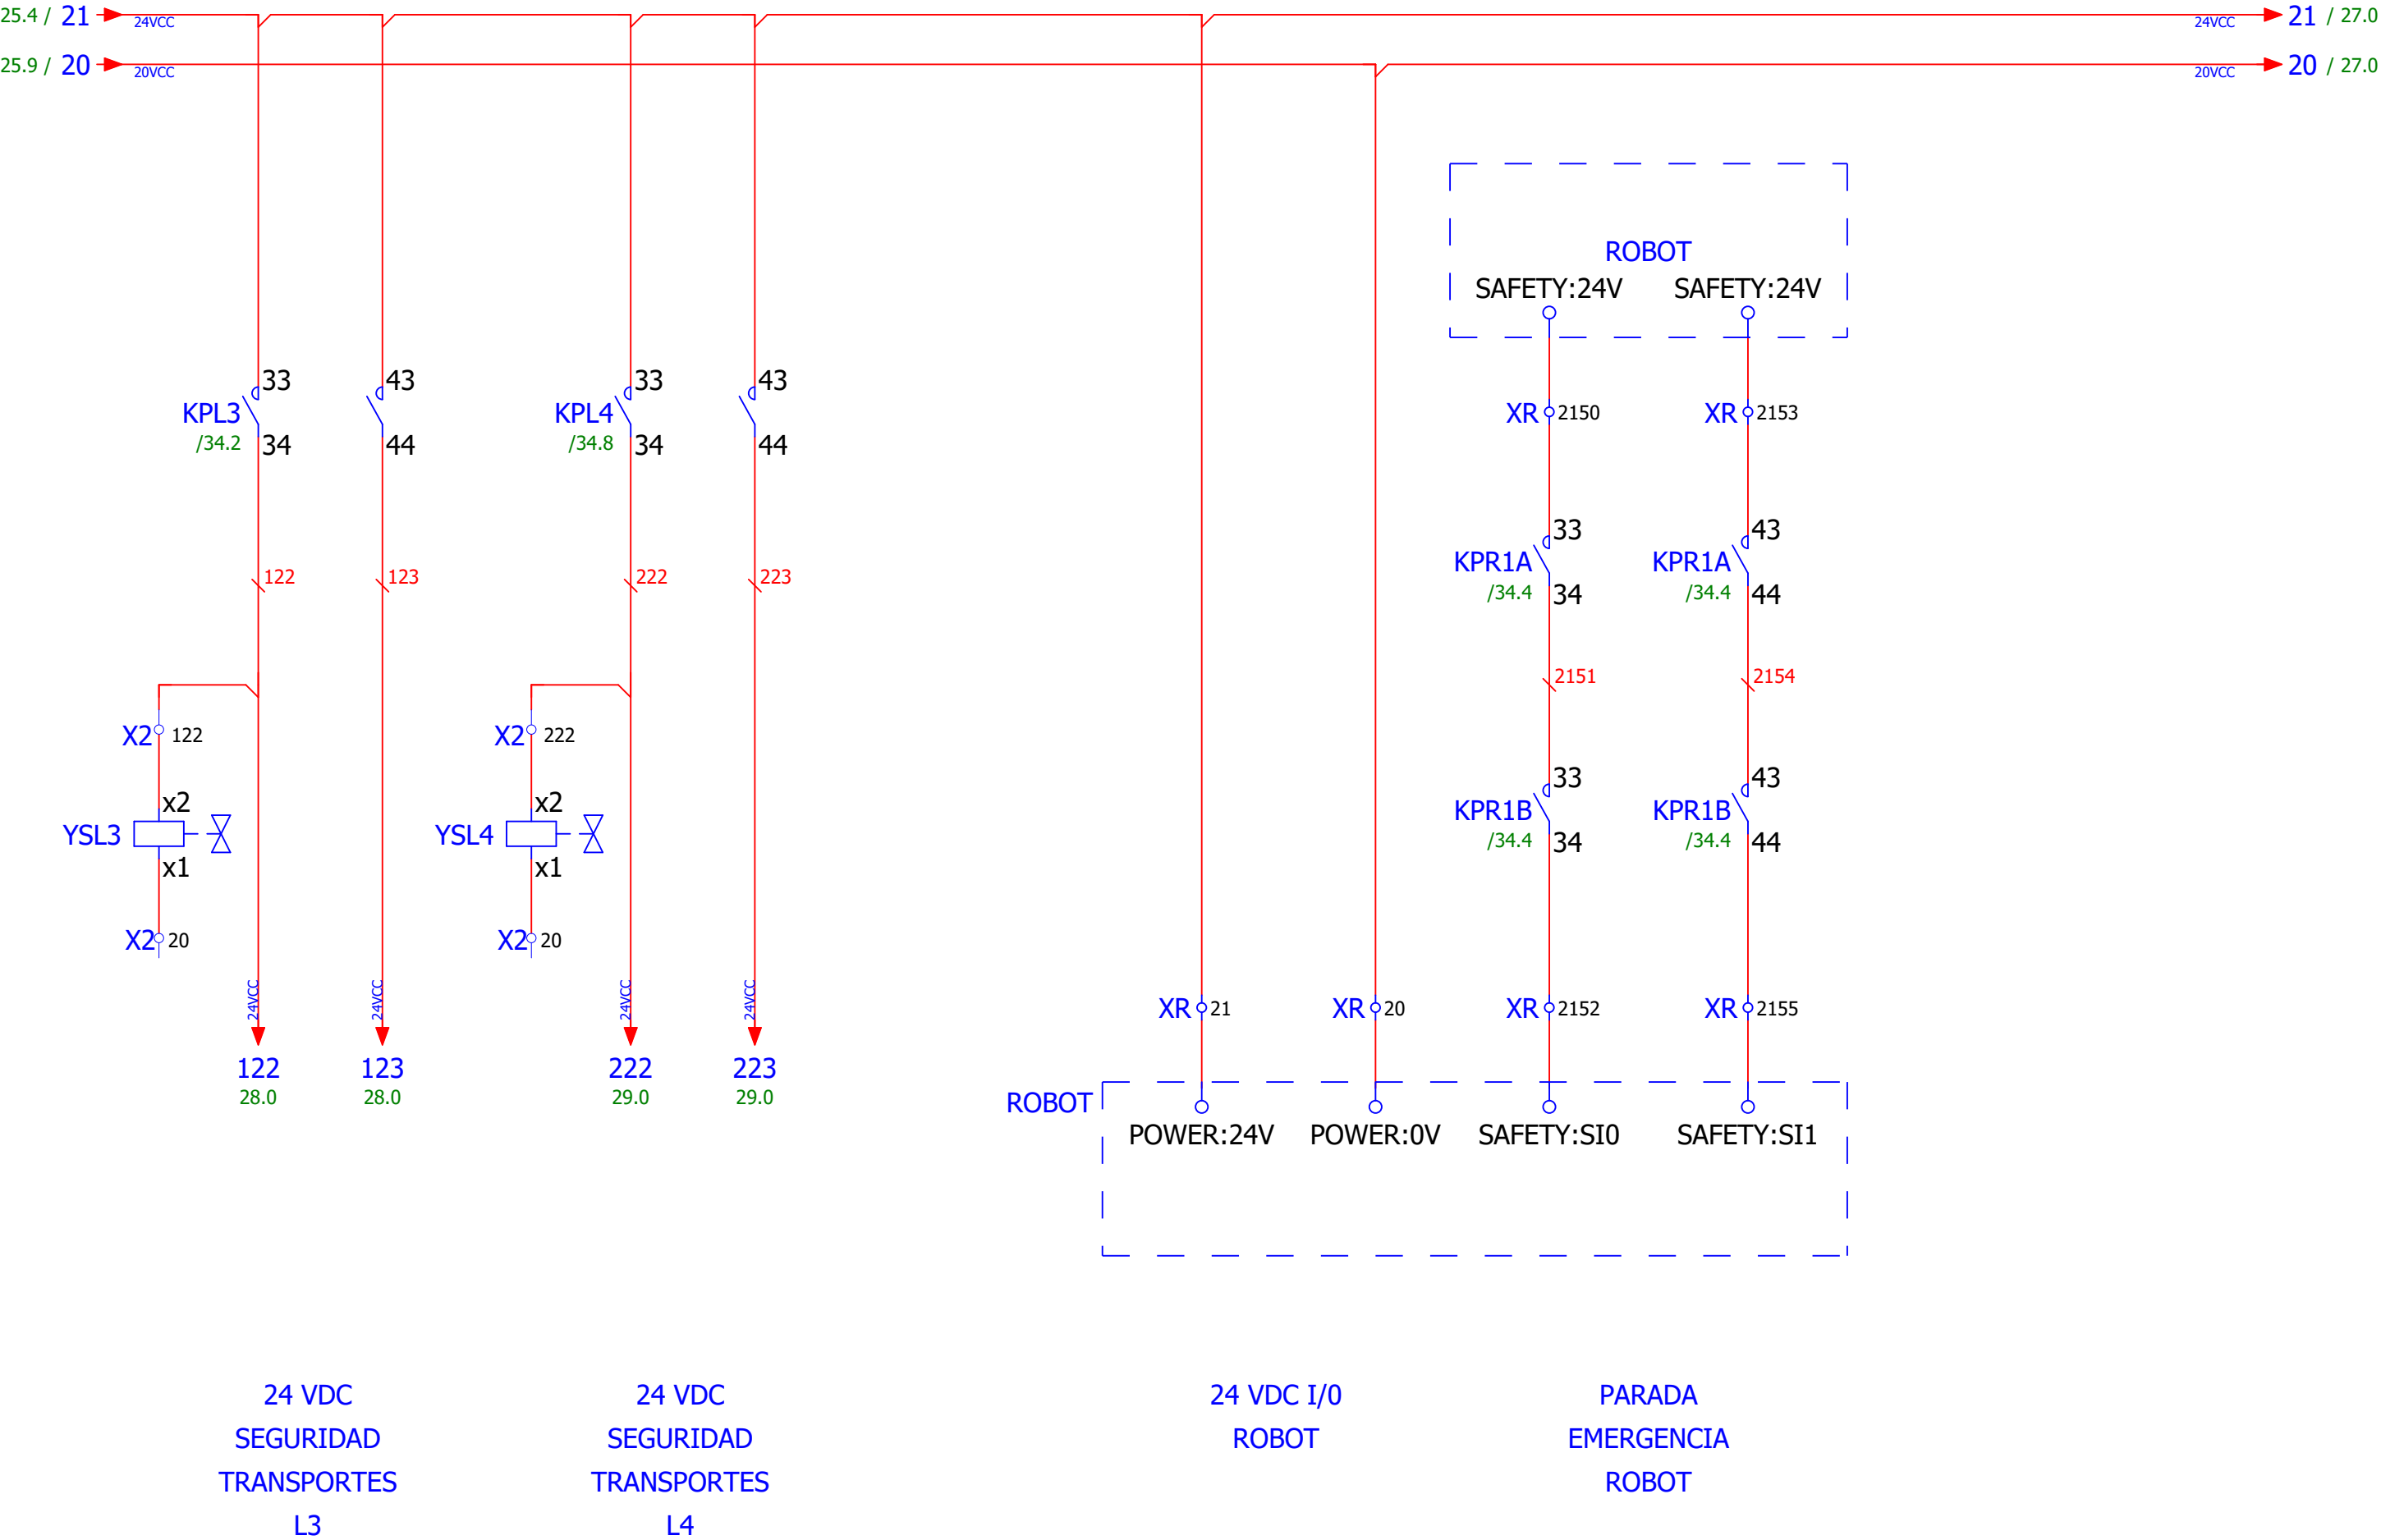 25.4 / 21 24VCC 24VCC 21 / 27.0
25.9 / 20 20VCC 20VCC 20 / 27.0
ROBOT
SAFETY:24V SAFETY:24V
33 43 33 43
KPL3 KPL4 XR 2150 XR 2153
/34.2 34 44 /34.8 34 44
33 43
KPR1A KPR1A
/34.4 34 /34.4 44
122 123 222 223
2151 2154
X2 122 X2 222
33 43
x2 x2
KPR1B KPR1B
YSL3 YSL4
/34.4 34 /34.4 44
x1 x1
X2 20 X2 20
24VCC 24VCC 24VCC 24VCC
XR 21 XR 20 XR 2152 XR 2155
122 123 222 223
28.0 28.0 29.0 29.0
ROBOT
POWER:24V POWER:0V SAFETY:SI0 SAFETY:SI1
24 VDC
SEGURIDAD
TRANSPORTES
L3
24 VDC
SEGURIDAD
TRANSPORTES
L4
24 VDC I/0
ROBOT
PARADA
EMERGENCIA
ROBOT